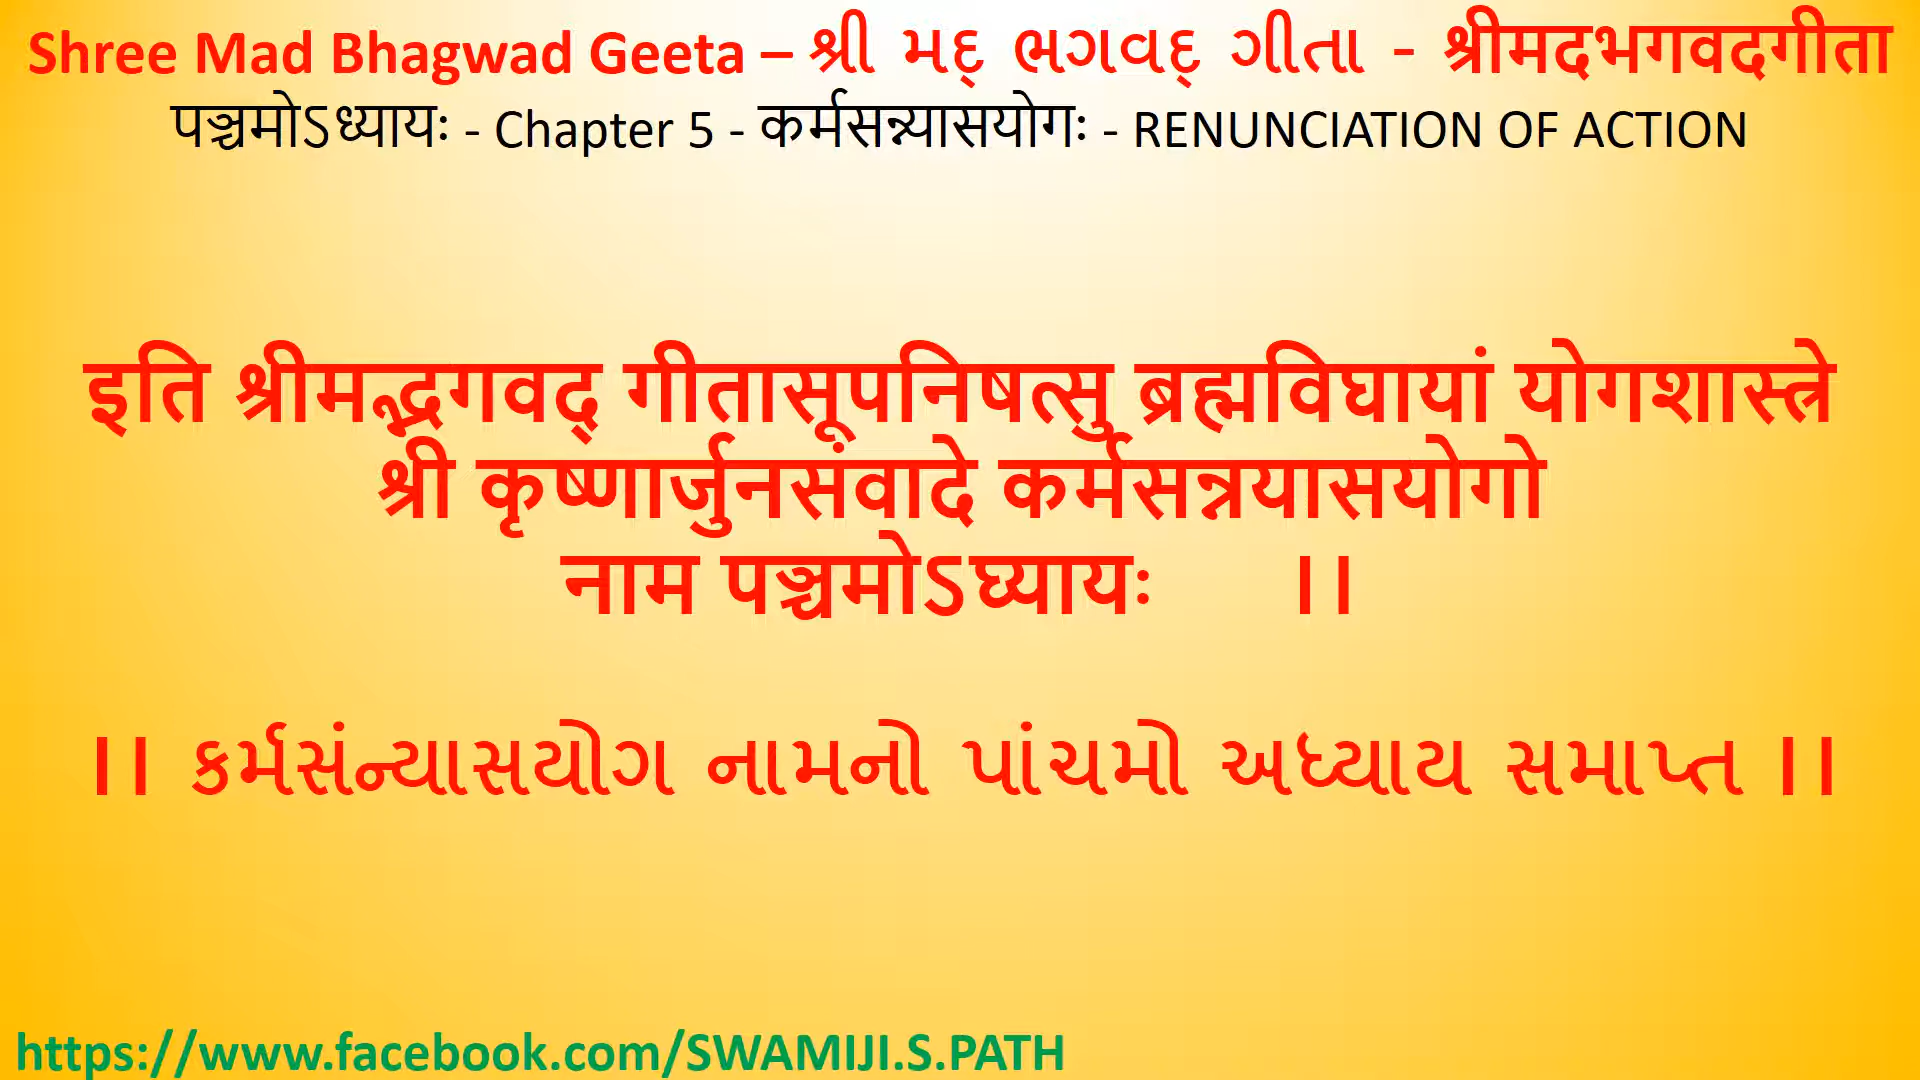 Shree Mad Bhagwad Geeta – શ્રી મદ્ ભગવદ્ ગીતા - श्रीमदभगवदगीता
पञ्चमोऽध्यायः - Chapter 5 - कर्मसन्न्यासयोगः - RENUNCIATION OF ACTION
इति श्रीमद्भगवद् गीतासूपनिषत्सु ब्रह्मविघायां योगशास्त्रे
श्री कृष्णार्जुनसंवादे कर्मसन्नयासयोगो
नाम पञ्चमोऽघ्यायः ।।
।। કર્મસંન્યાસયોગ નામનો પાંચમો અધ્યાય સમાપ્ત ।।
https://www.facebook.com/SWAMIJI.S.PATH